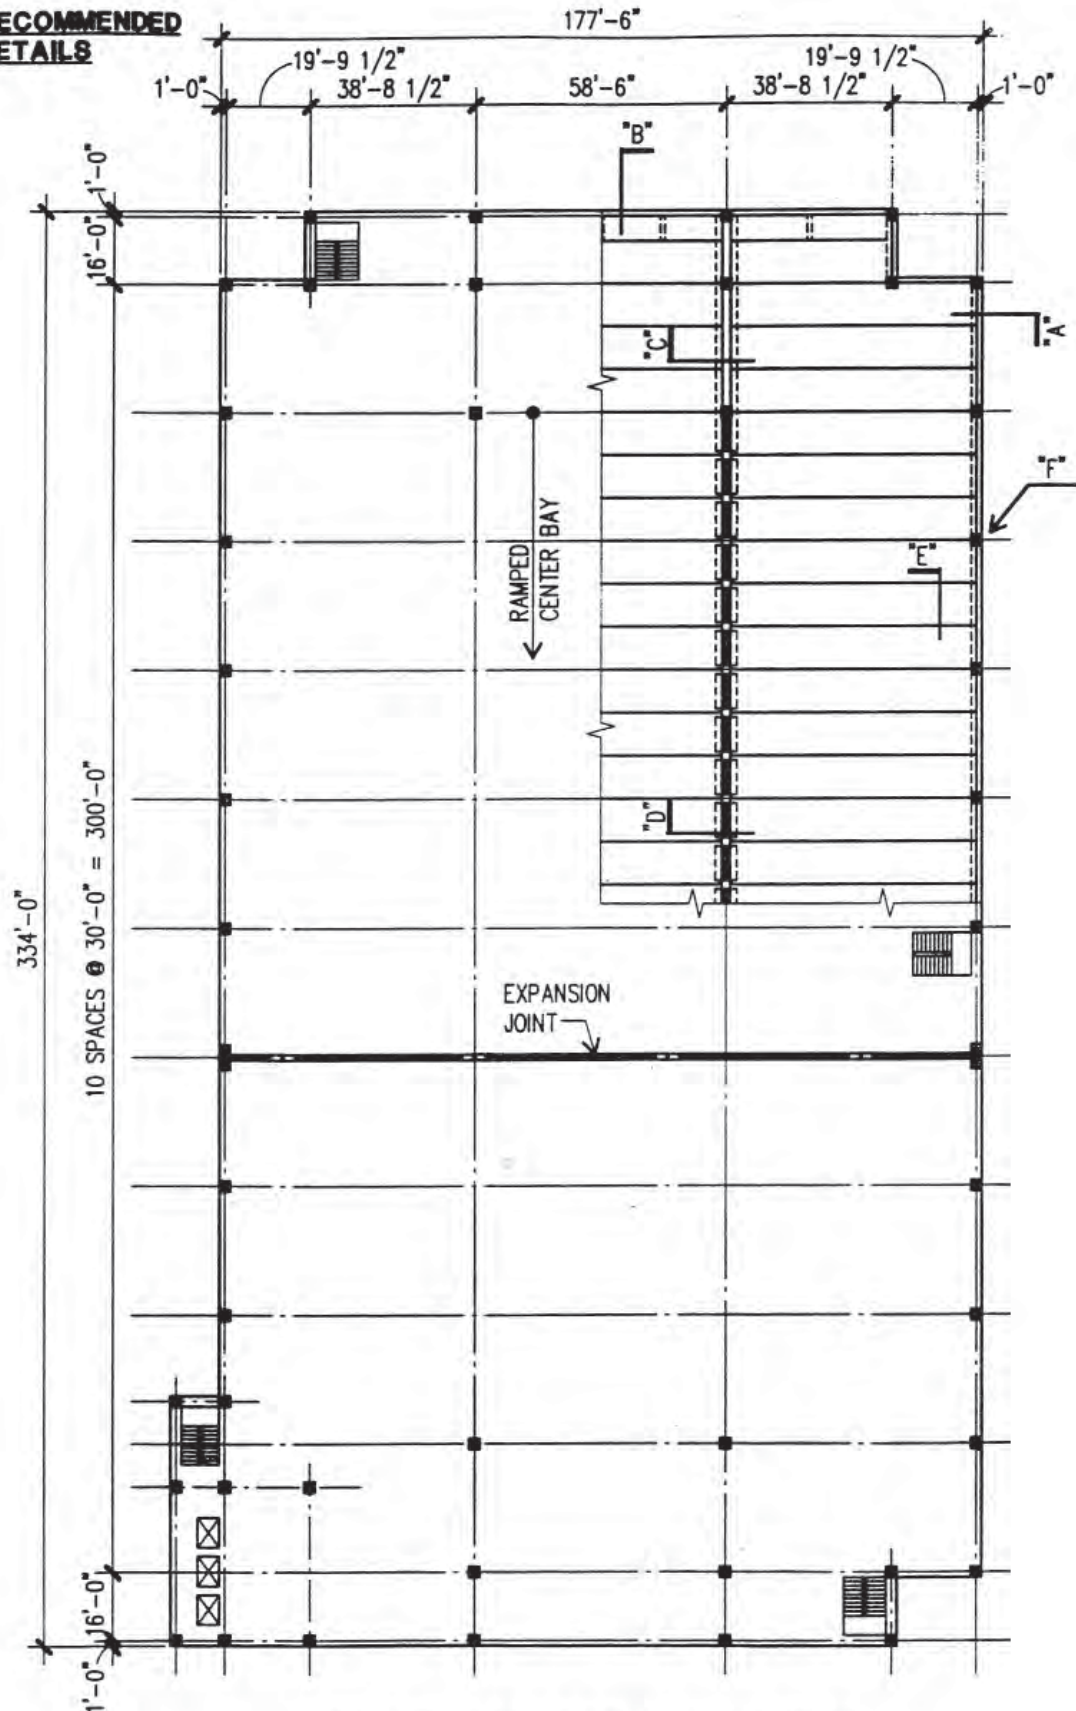 ECOMMENDED
ETAILS
177'-6"
19'-9 1/2"
19'-9 1/2"
1'-0"
38'-8 1/2"
58'-6"
38'-8 1/2"
1'-0"
"B"
1'-0"
16'-0"
"A"
"C"
"F"
RAMPED
CENTER BAY
"E"
"D"
334'-0"
10 SPACES @ 30'-0" = 300'-0"
EXPANSION
JOINT
16'-0"
1'-0"